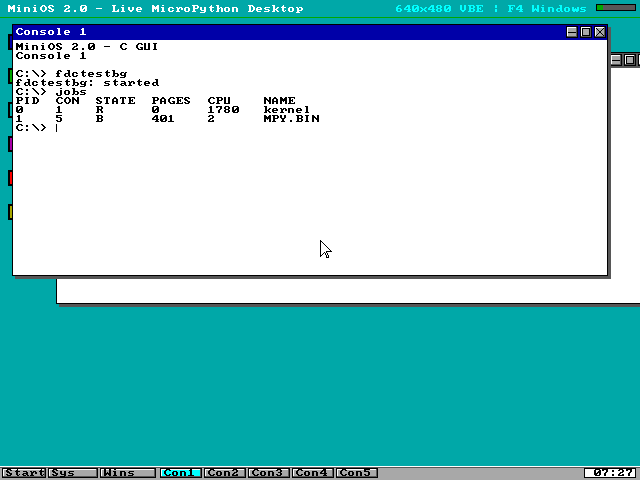 MiniOS 2.0 - Live MicroPython Desktop 640x480 VBE | F4 Windows
Console 1
MiniOS 2.0 - C GUI
Console 1
C:\> fdctestbg
fdctestbg: started
C:\> jobs
PID CON STATE PAGES CPU NAME
0 1 R 0 1780 kernel
1 5 B 401 2 MPY.BIN
C:\>
Start Sys Wins Con1 Con2 Con3 Con4 Con5 07:27